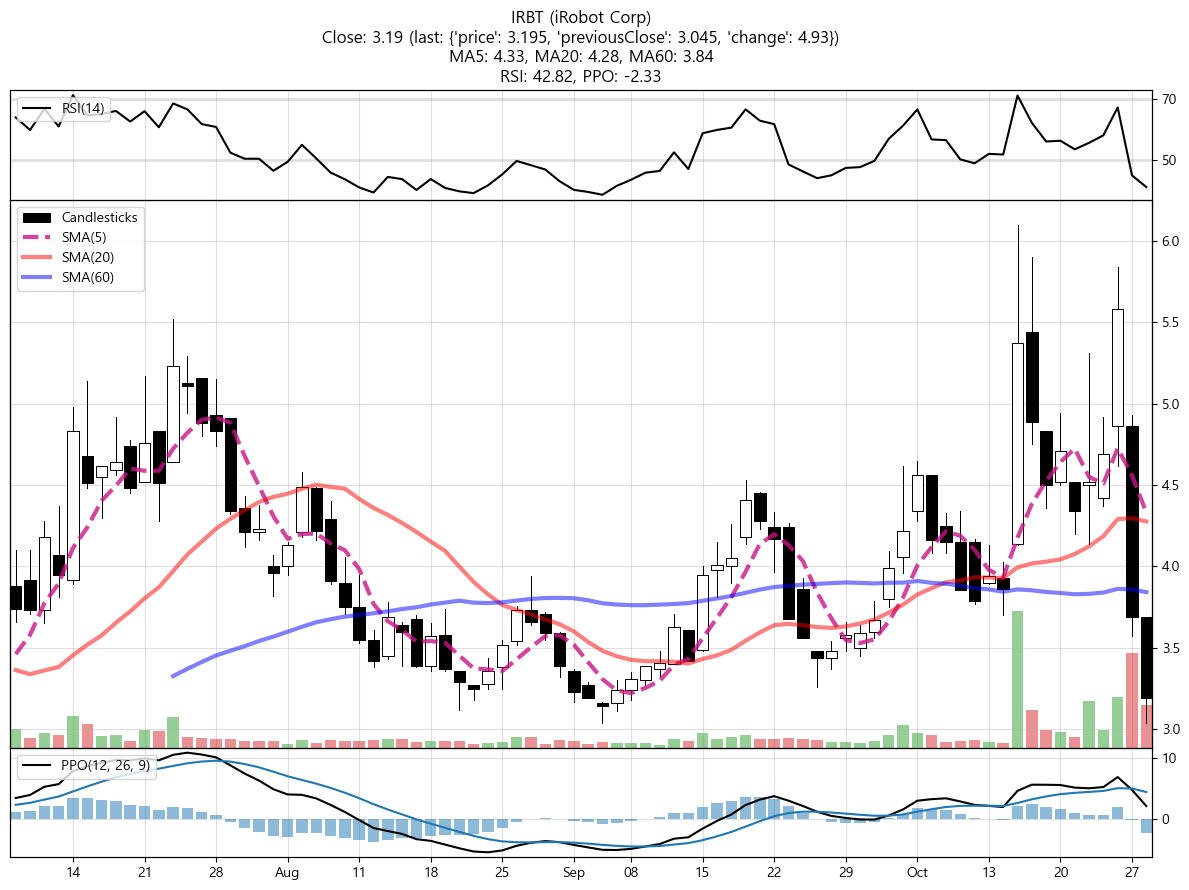 IRBT (iRobot Corp)
Close: 3.19 (last: {'price': 3.195, 'previousClose': 3.045, 'change': 4.93})
MA5: 4.33, MA20: 4.28, MA60: 3.84
RSI: 42.82, PPO: -2.33
RSI(14)
70
50
Candlesticks
SMA(5)
SMA(20)
SMA(60)
6.0
5.5
5.0
4.5
4.0
3.5
3.0
PPO(12, 26, 9)
10
0
14 21 28 Aug 11 18 25 Sep 08 15 22 29 Oct 13 20 27